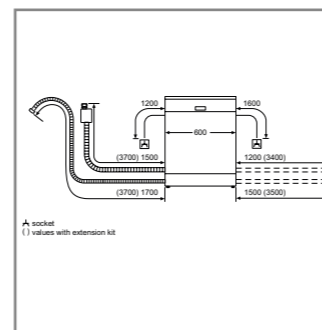 1200 1600
600
(3700) 1500 1200 (3400)
(3700) 1700 1500 (3500)
socket
( ) values with extension kit